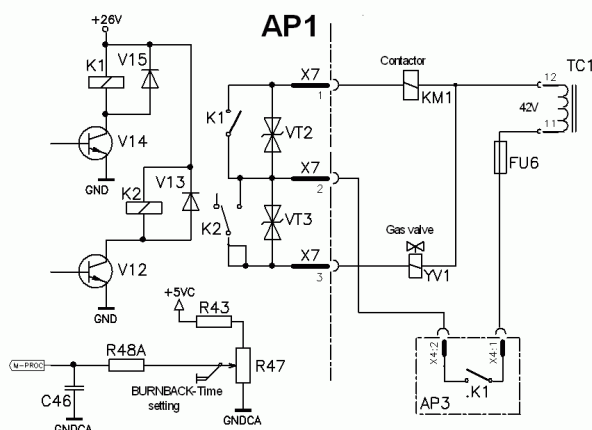 AP1
+26V
K1
V15
V14
GND
K2
V13
V12
GND
K1
VT2
K2
VT3
X7
1
X7
2
X7
3
Contactor
KM1
Gas valve
YV1
TC1
12
42V
11
FU6
X4:2
X4:1
.K1
AP3
+5VC
R43
M-PROC
R48A
R47
C46
BURNBACK-Time
setting
GNDCA
GNDCA